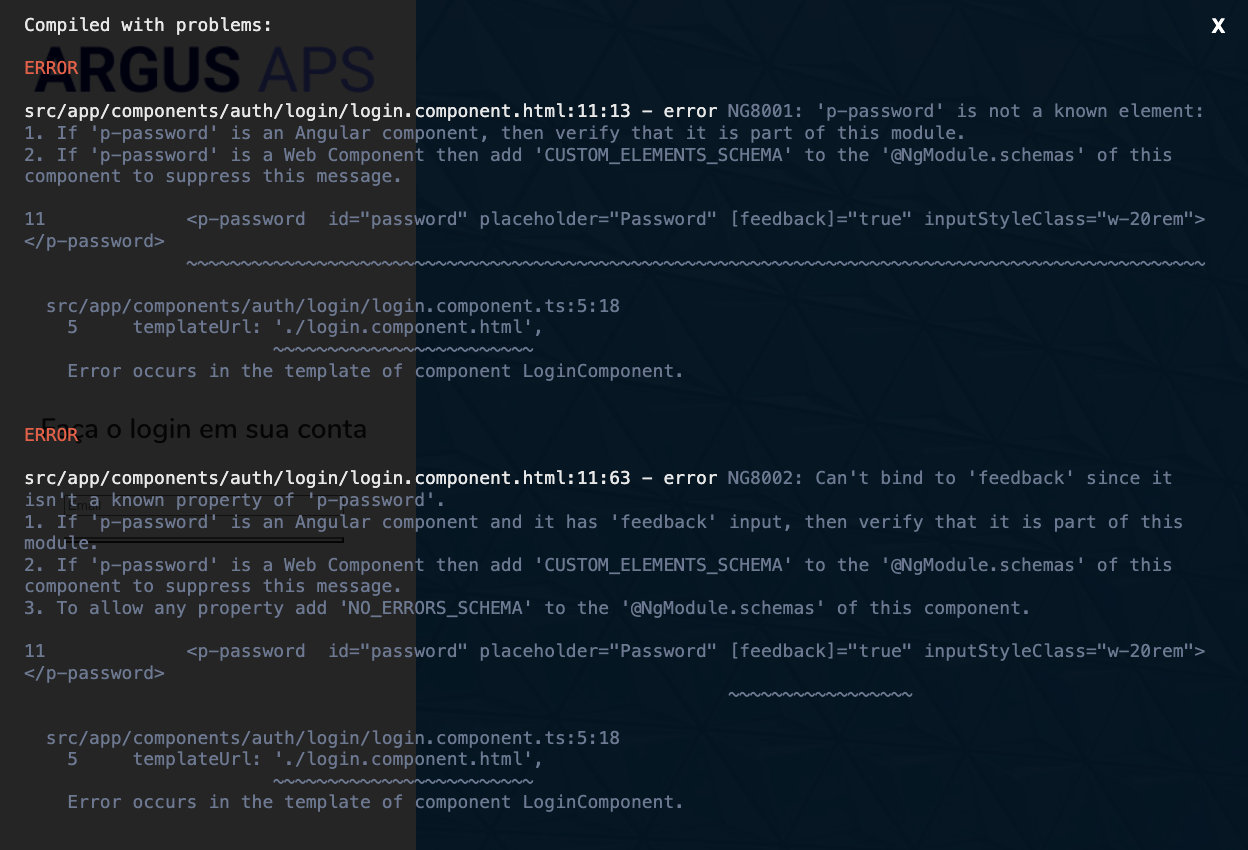 Compiled with problems:
X
ARGUS APS
ERROR
src/app/components/auth/login/login.component.html:11:13 - error NG8001: 'p-password' is not a known element:
1. If 'p-password' is an Angular component, then verify that it is part of this module.
2. If 'p-password' is a Web Component then add 'CUSTOM_ELEMENTS_SCHEMA' to the '@NgModule.schemas' of this
component to suppress this message.
11             <p-password  id="password" placeholder="Password" [feedback]="true" inputStyleClass="w-20rem">
</p-password>
~~~~~~~~~~~~~~~~~~~~~~~~~~~~~~~~~~~~~~~~~~~~~~~~~~~~~~~~~~~~~~~~~~~~~~~~~~~~~~~~~~~~~~~~~~~~~~
src/app/components/auth/login/login.component.ts:5:18
5     templateUrl: './login.component.html',
~~~~~~~~~~~~~~~~~~~~~~~~
Error occurs in the template of component LoginComponent.
Faça o login em sua conta
ERROR
src/app/components/auth/login/login.component.html:11:63 - error NG8002: Can't bind to 'feedback' since it
isn't a known property of 'p-password'.
1. If 'p-password' is an Angular component and it has 'feedback' input, then verify that it is part of this
module.
2. If 'p-password' is a Web Component then add 'CUSTOM_ELEMENTS_SCHEMA' to the '@NgModule.schemas' of this
component to suppress this message.
3. To allow any property add 'NO_ERRORS_SCHEMA' to the '@NgModule.schemas' of this component.
11             <p-password  id="password" placeholder="Password" [feedback]="true" inputStyleClass="w-20rem">
</p-password>
~~~~~~~~~~~~~~~~~
src/app/components/auth/login/login.component.ts:5:18
5     templateUrl: './login.component.html',
~~~~~~~~~~~~~~~~~~~~~~~~
Error occurs in the template of component LoginComponent.